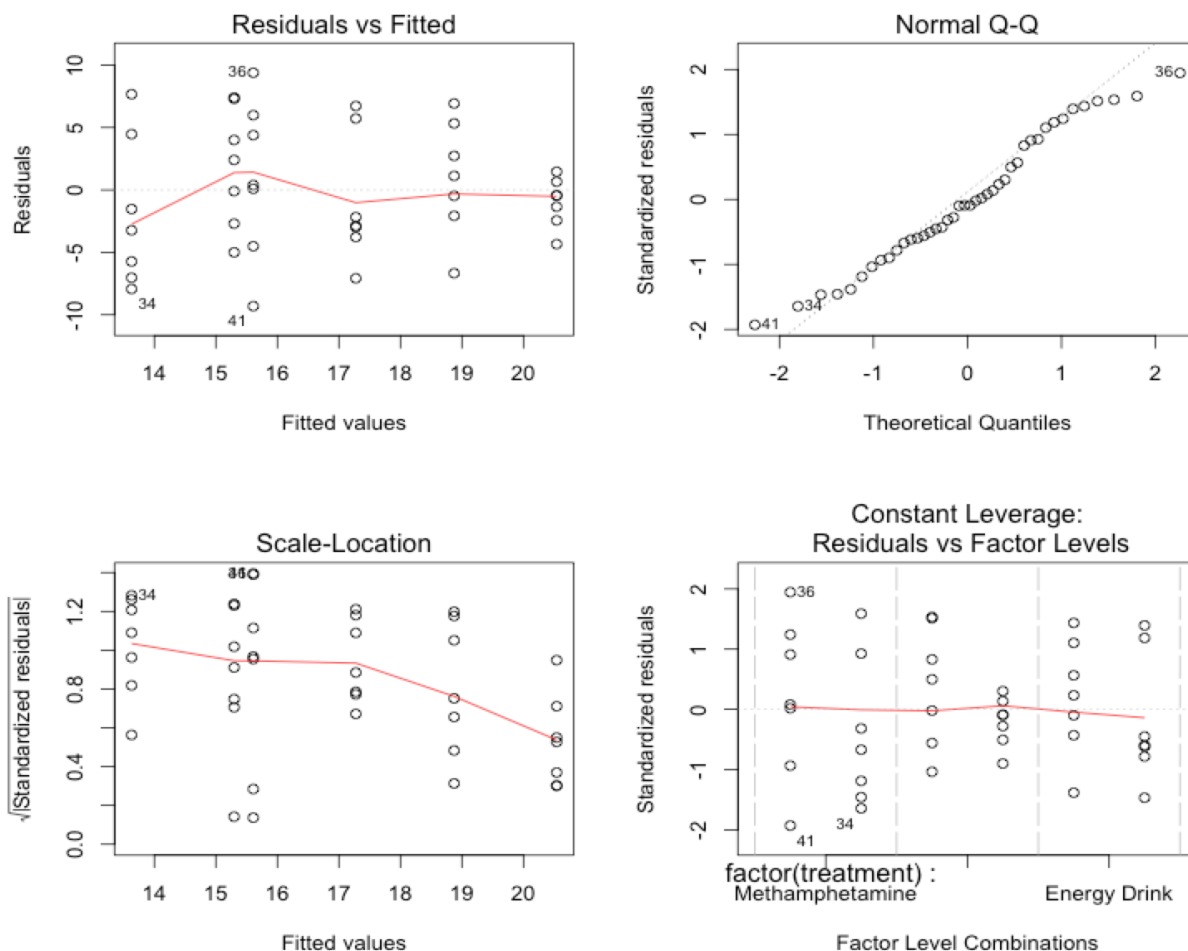 Residuals vs Fitted
Residuals
10
5
0
-5
-10
36
34
41
14 15 16 17 18 19 20
Fitted values
Normal Q-Q
Standardized residuals
2
1
0
-1
-2
36
34
41
-2 -1 0 1 2
Theoretical Quantiles
Scale-Location
√|Standardized residuals|
1.2
0.8
0.4
0.0
34
14 15 16 17 18 19 20
Fitted values
Constant Leverage:
Residuals vs Factor Levels
Standardized residuals
2
1
0
-1
-2
36
34
41
factor(treatment) :
Methamphetamine Energy Drink
Factor Level Combinations